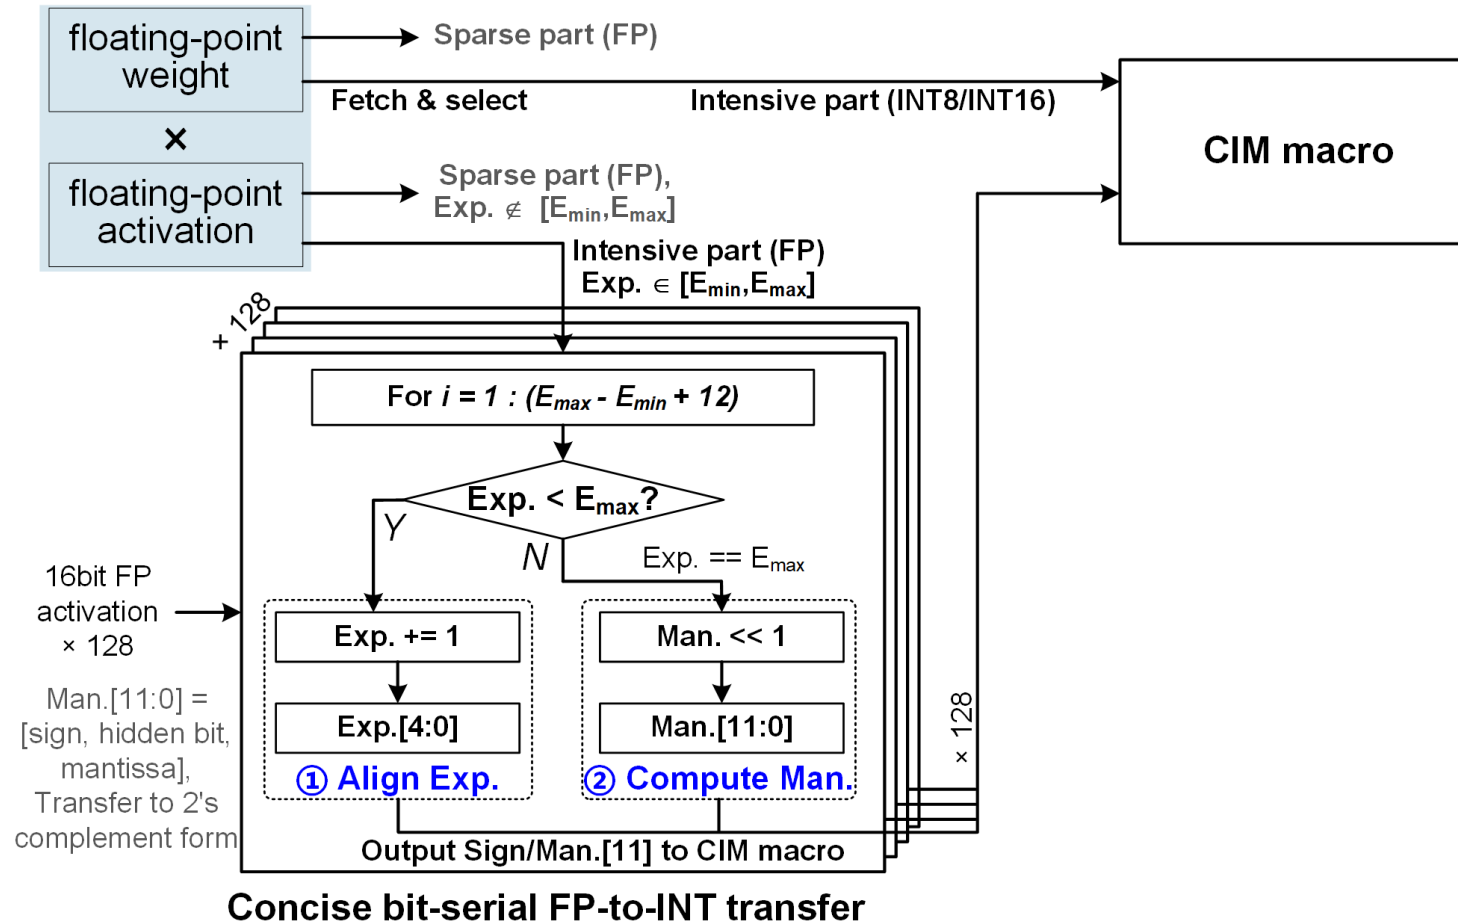 floating-point
weight
Sparse part (FP)
Fetch & select
Intensive part (INT8/INT16)
CIM macro
×
floating-point
activation
Sparse part (FP),
Exp. ∉ [Emin,Emax]
Intensive part (FP)
Exp. ∈ [Emin,Emax]
+ 128
For i = 1 : (Emax - Emin + 12)
Exp. < Emax?
Y
N
Exp. == Emax
16bit FP
activation
× 128
Man.[11:0] =
[sign, hidden bit,
mantissa],
Transfer to 2's
complement form
Exp. += 1
Exp.[4:0]
① Align Exp.
Man. << 1
Man.[11:0]
② Compute Man.
× 128
Output Sign/Man.[11] to CIM macro
Concise bit-serial FP-to-INT transfer